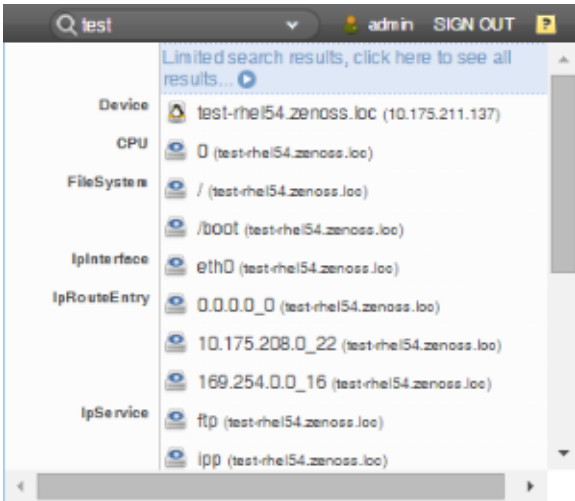 test admin SIGN OUT ?
Limited search results, click here to see all
results...
Device test-rhel54.zenoss.loc (10.175.211.137)
CPU 0 (test-rhel54.zenoss.loc)
FileSystem / (test-rhel54.zenoss.loc)
/boot (test-rhel54.zenoss.loc)
IpInterface eth0 (test-rhel54.zenoss.loc)
IpRouteEntry 0.0.0.0_0 (test-rhel54.zenoss.loc)
10.175.208.0_22 (test-rhel54.zenoss.loc)
169.254.0.0_16 (test-rhel54.zenoss.loc)
IpService ftp (test-rhel54.zenoss.loc)
ipp (test-rhel54.zenoss.loc)